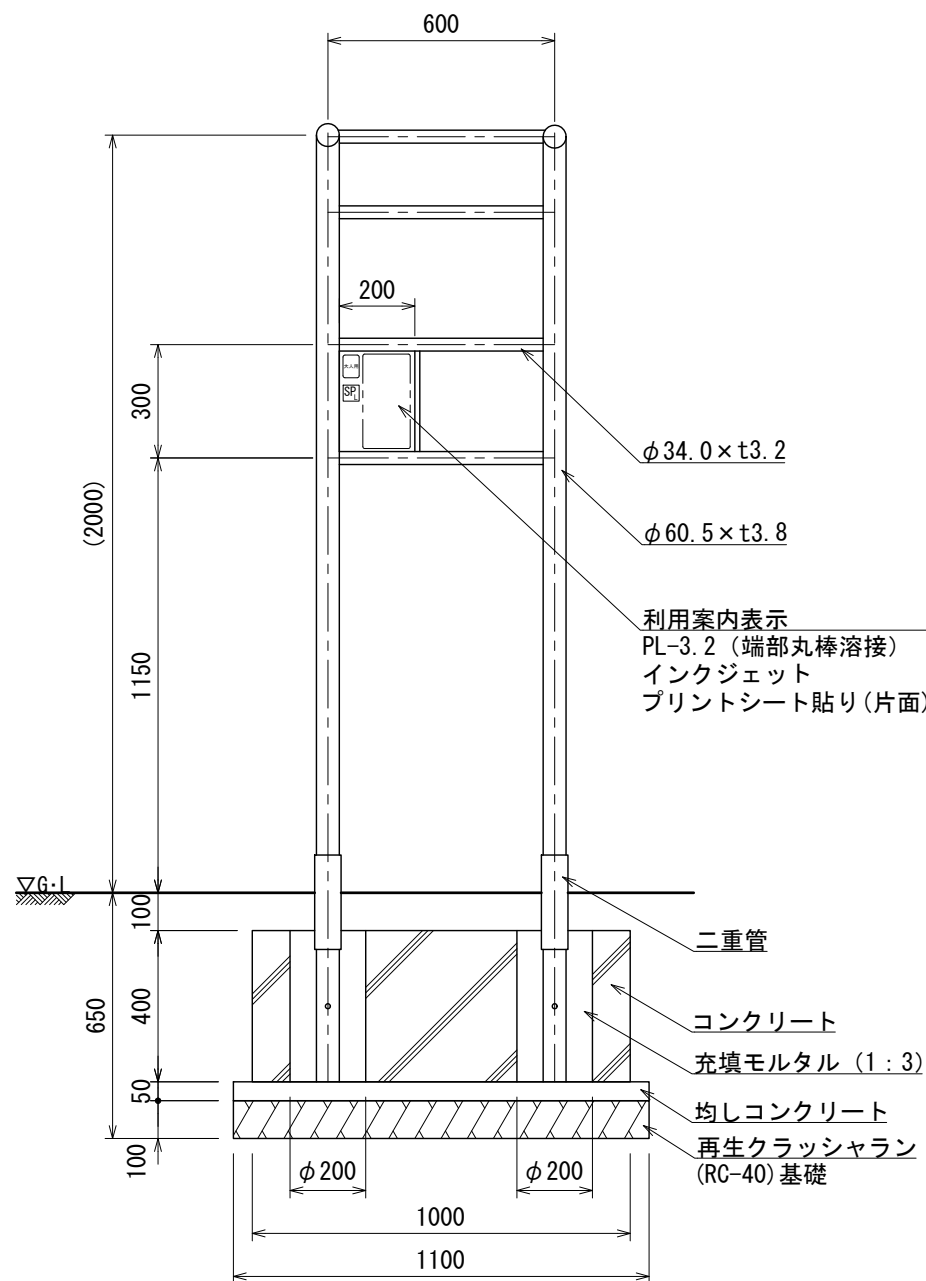 600
200
大人用
SPL
300
(2000)
1150
φ34.0×t3.2
φ60.5×t3.8
利用案内表示
PL-3.2 (端部丸棒溶接)
インクジェット
プリントシート貼り(片面)
▽G・L
100
650
400
50
100
二重管
コンクリート
充填モルタル (1:3)
均しコンクリート
再生クラッシャラン
(RC-40)基礎
φ200
φ200
1000
1100